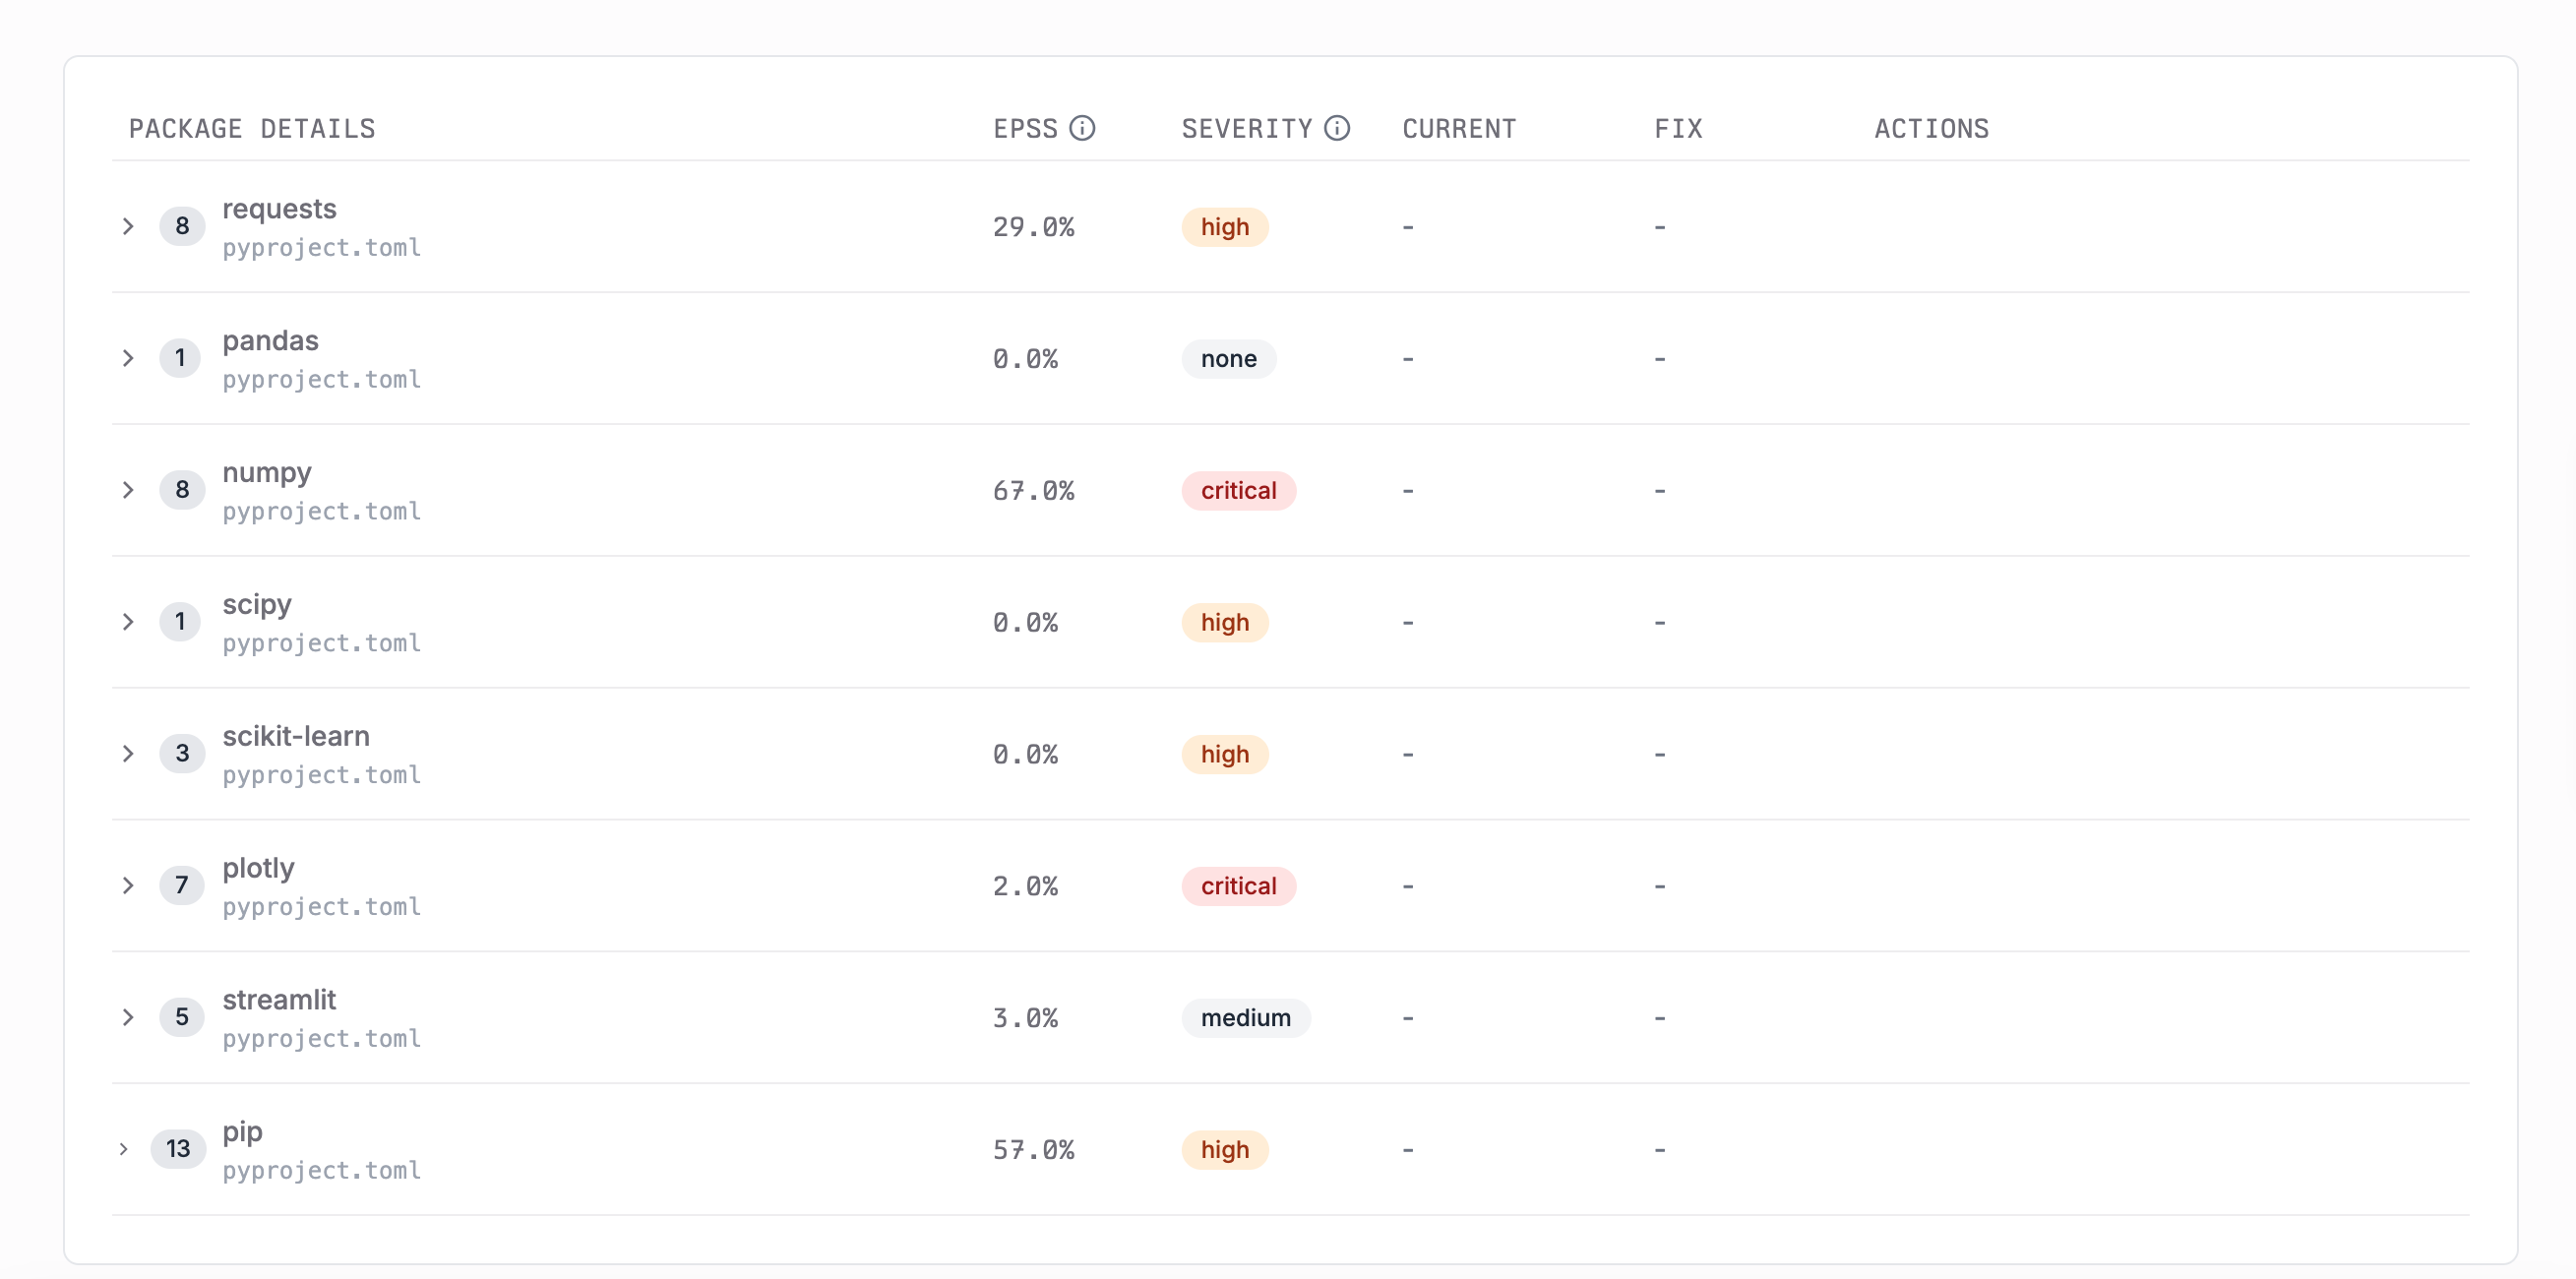 PACKAGE DETAILS EPSS SEVERITY CURRENT FIX ACTIONS
8 requests 29.0% high - -
pyproject.toml
1 pandas 0.0% none - -
pyproject.toml
8 numpy 67.0% critical - -
pyproject.toml
1 scipy 0.0% high - -
pyproject.toml
3 scikit-learn 0.0% high - -
pyproject.toml
7 plotly 2.0% critical - -
pyproject.toml
5 streamlit 3.0% medium - -
pyproject.toml
13 pip 57.0% high - -
pyproject.toml